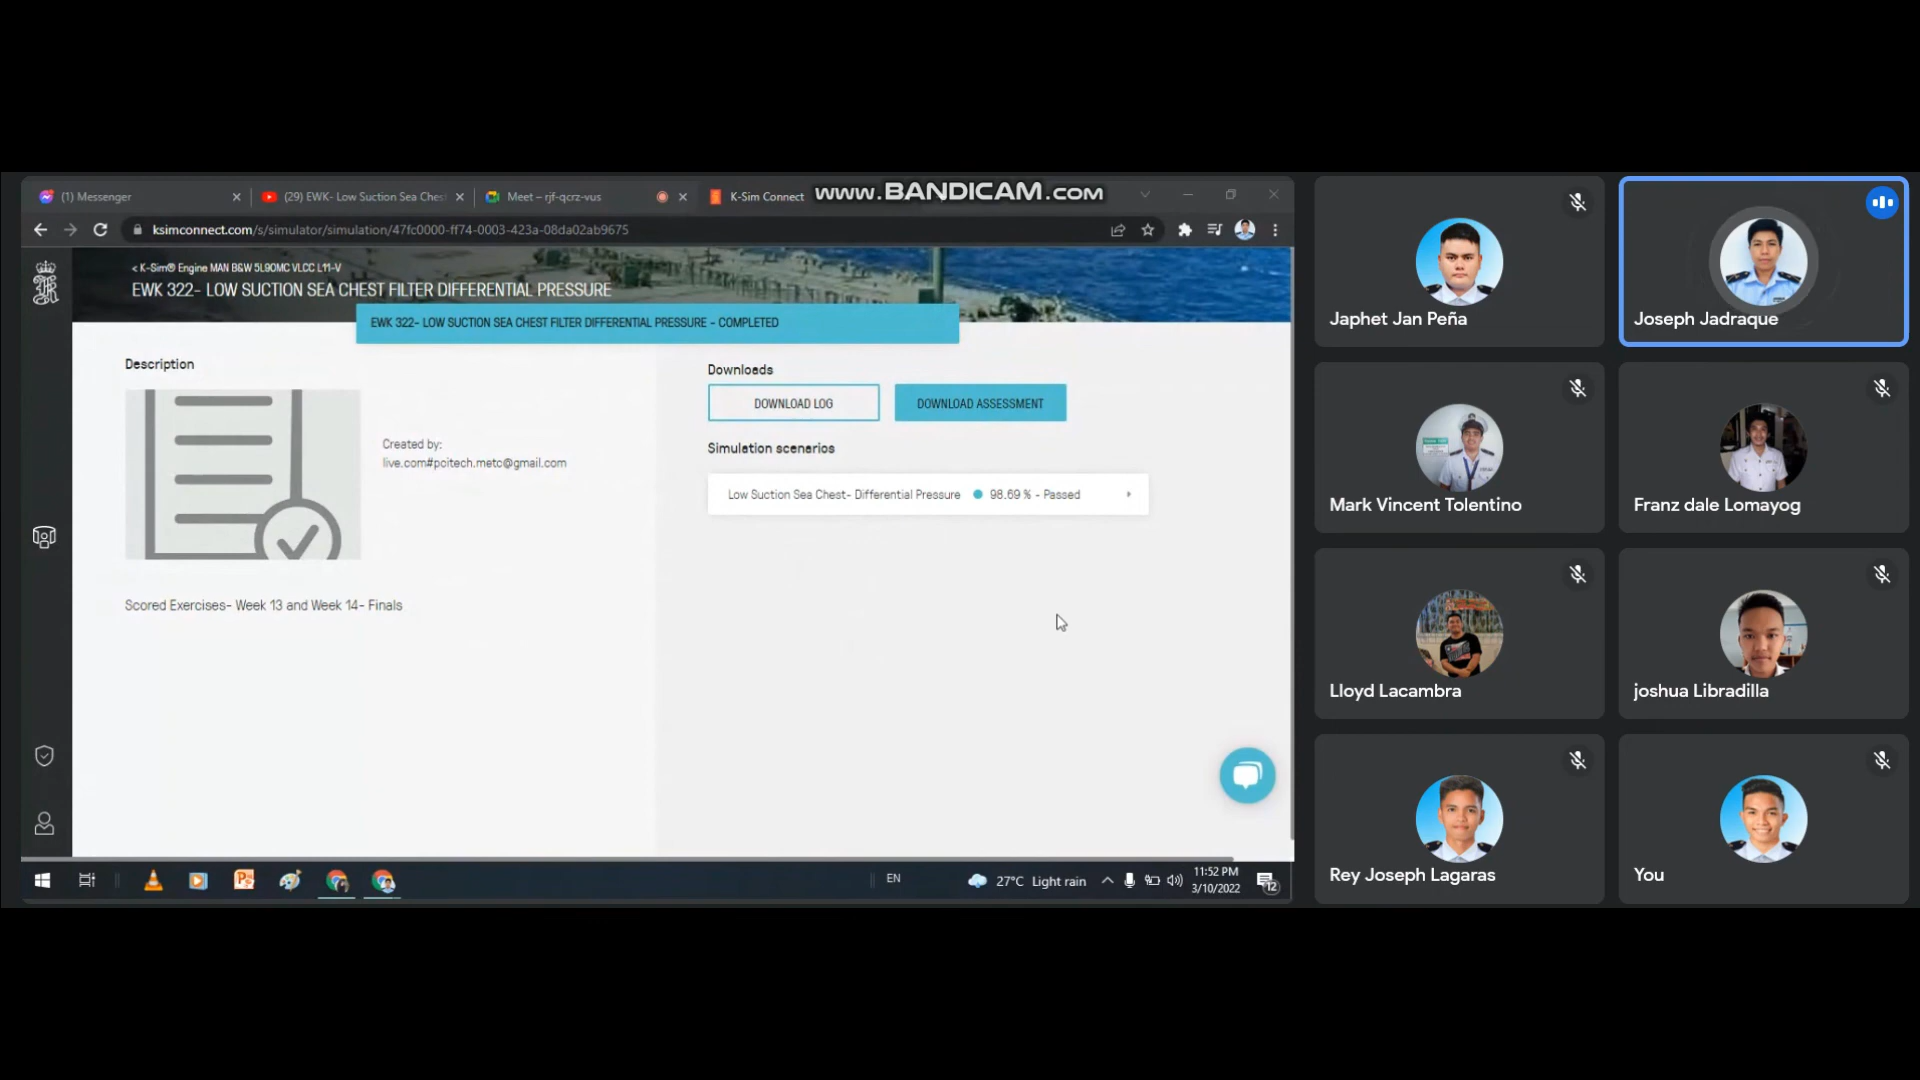 (1) Messenger
(29) EWK- Low Suction Sea Ches
Meet – rjf-qcrz-vus
K-Sim Connect
WWW.BANDICAM.COM
ksimconnect.com/s/simulator/simulation/47fc0000-ff74-0003-423a-08da02ab9675
< K-Sim® Engine MAN B&W 5L90MC VLCC L11-V
EWK 322- LOW SUCTION SEA CHEST FILTER DIFFERENTIAL PRESSURE
EWK 322- LOW SUCTION SEA CHEST FILTER DIFFERENTIAL PRESSURE - COMPLETED
Description
Created by:
live.com#pcitech.metc@gmail.com
Scored Exercises- Week 13 and Week 14- Finals
Downloads
DOWNLOAD LOG
DOWNLOAD ASSESSMENT
Simulation scenarios
Low Suction Sea Chest- Differential Pressure
98.69 % - Passed
EN
27°C Light rain
11:52 PM
3/10/2022
12
Japhet Jan Peña
Joseph Jadraque
Mark Vincent Tolentino
Franz dale Lomayog
Lloyd Lacambra
joshua Libradilla
Rey Joseph Lagaras
You